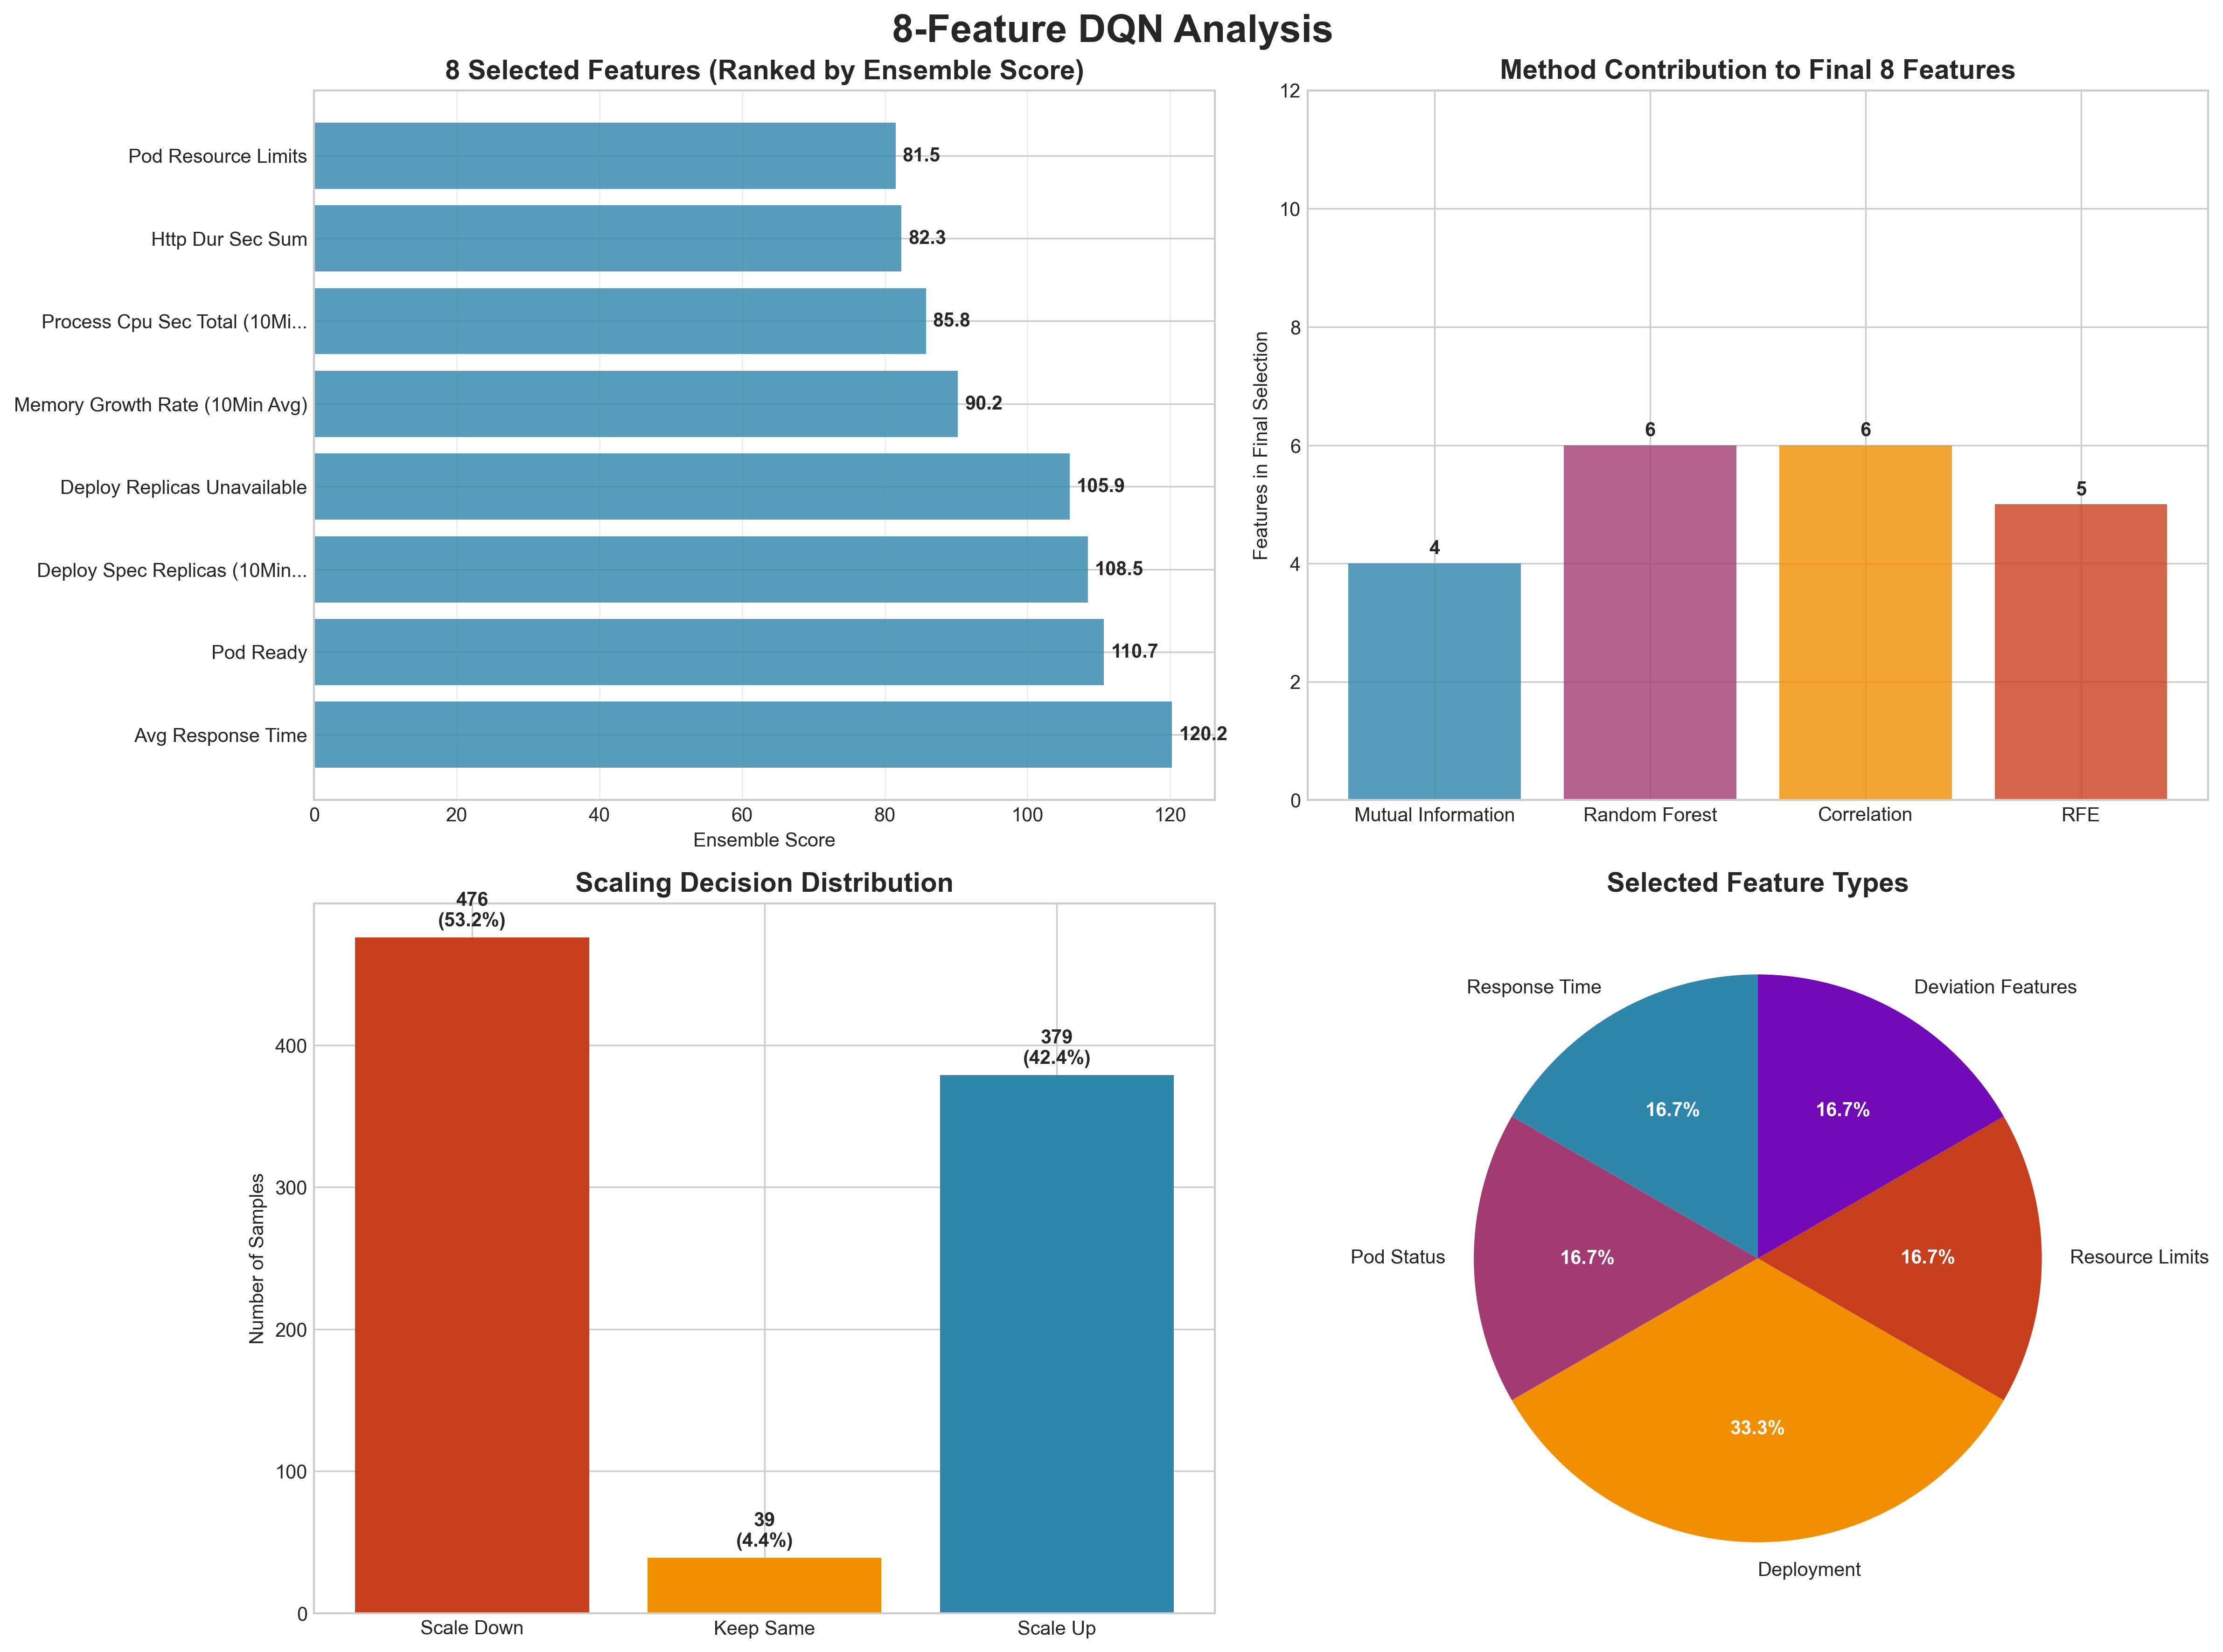 8-Feature DQN Analysis
8 Selected Features (Ranked by Ensemble Score)
Pod Resource Limits
81.5
Http Dur Sec Sum
82.3
Process Cpu Sec Total (10Mi...
85.8
Memory Growth Rate (10Min Avg)
90.2
Deploy Replicas Unavailable
105.9
Deploy Spec Replicas (10Min...
108.5
Pod Ready
110.7
Avg Response Time
120.2
0 20 40 60 80 100 120
Ensemble Score
Method Contribution to Final 8 Features
Features in Final Selection
12
10
8
6
4
2
0
4
6
6
5
Mutual Information Random Forest Correlation RFE
Scaling Decision Distribution
Number of Samples
400
300
200
100
0
476
(53.2%)
39
(4.4%)
379
(42.4%)
Scale Down Keep Same Scale Up
Selected Feature Types
Response Time
16.7%
Deviation Features
16.7%
Pod Status
16.7%
Resource Limits
16.7%
33.3%
Deployment